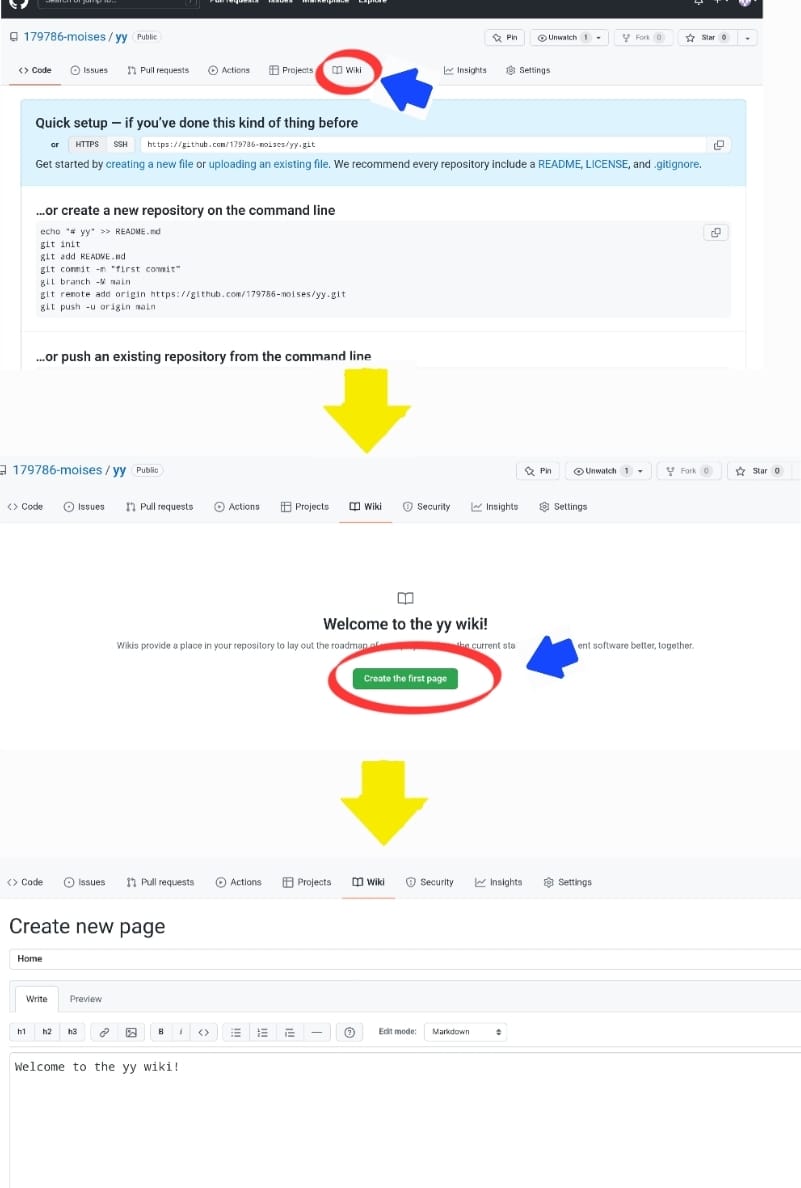 Search or jump to...
Pull requests Issues Marketplace Explore
179786-moises / yy Public
Pin Unwatch 1 Fork 0 Star 0
Code Issues Pull requests Actions Projects Wiki Insights Settings
Quick setup — if you've done this kind of thing before
or HTTPS SSH https://github.com/179786-moises/yy.git
Get started by creating a new file or uploading an existing file. We recommend every repository include a README, LICENSE, and .gitignore.
...or create a new repository on the command line
echo "# yy" >> README.md
git init
git add README.md
git commit -m "first commit"
git branch -M main
git remote add origin https://github.com/179786-moises/yy.git
git push -u origin main
...or push an existing repository from the command line
179786-moises / yy Public
Pin Unwatch 1 Fork 0 Star 0
Code Issues Pull requests Actions Projects Wiki Security Insights Settings
Welcome to the yy wiki!
Wikis provide a place in your repository to lay out the roadmap of the current sta ent software better, together.
Create the first page
Code Issues Pull requests Actions Projects Wiki Security Insights Settings
Create new page
Home
Write Preview
h1 h2 h3 B i <> Edit mode: Markdown
Welcome to the yy wiki!